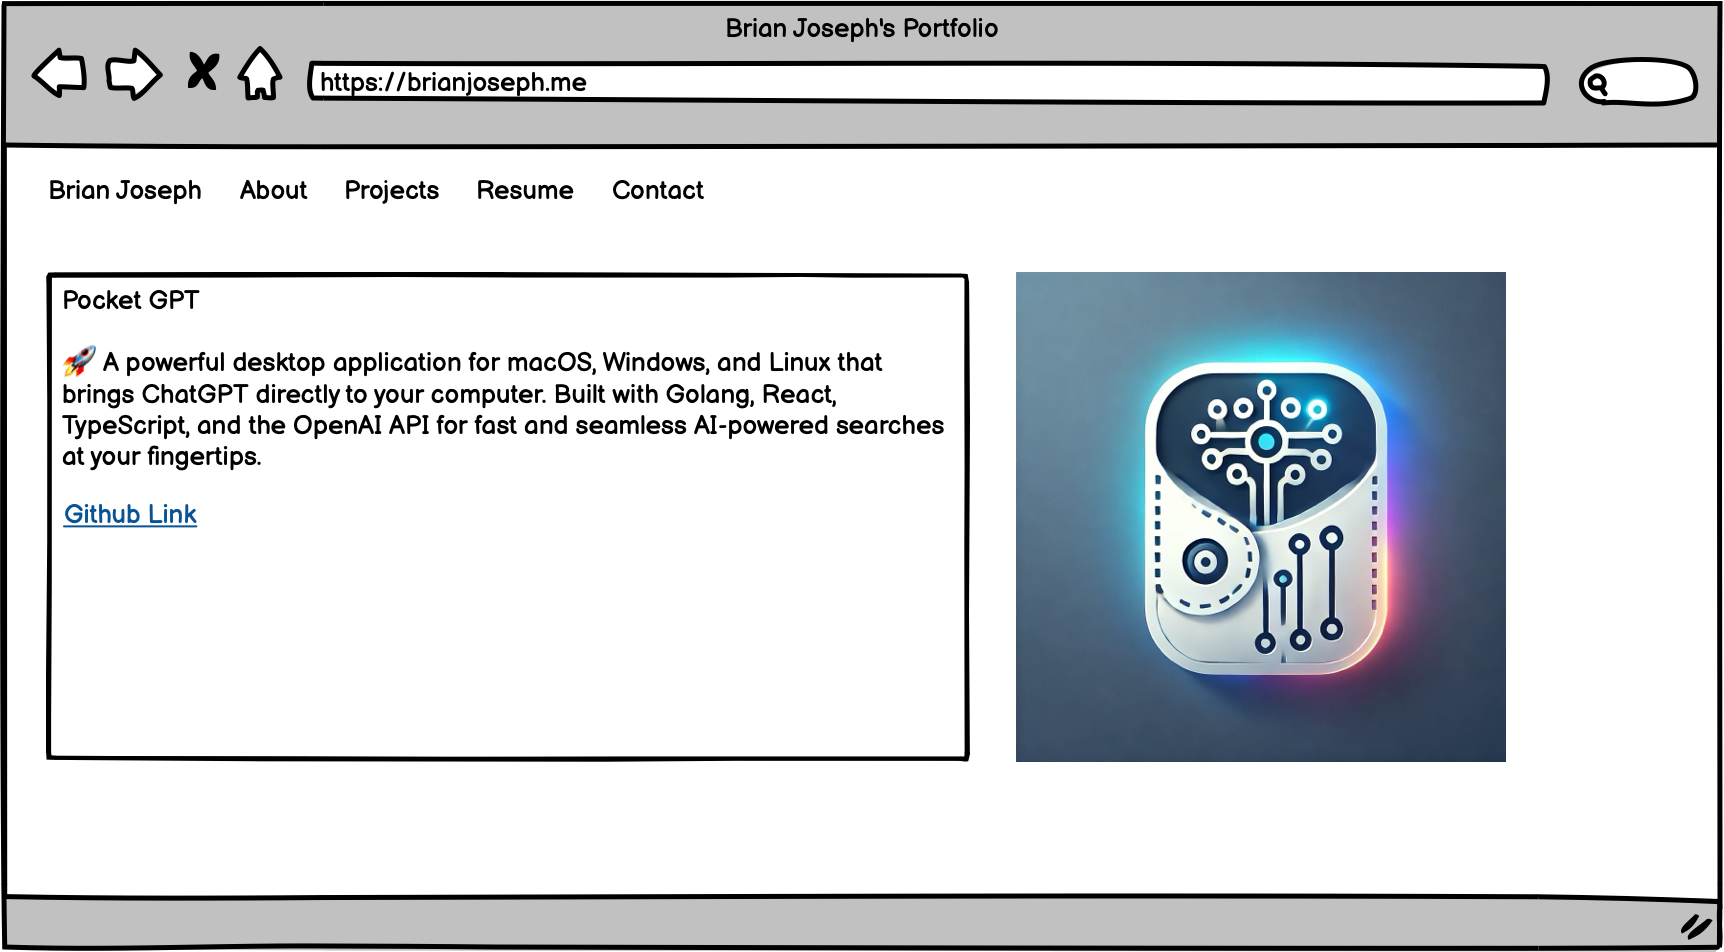 Brian Joseph's Portfolio
https://brianjoseph.me
Brian Joseph About Projects Resume Contact
Pocket GPT
🚀 A powerful desktop application for macOS, Windows, and Linux that
brings ChatGPT directly to your computer. Built with Golang, React,
TypeScript, and the OpenAI API for fast and seamless AI-powered searches
at your fingertips.
Github Link